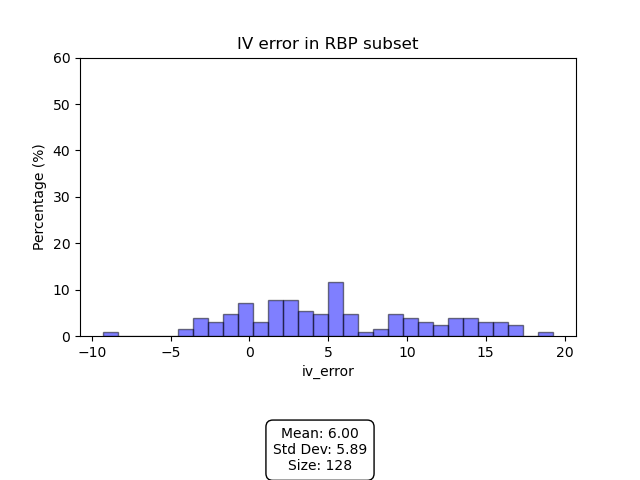 IV error in RBP subset
60
50
40
30
20
10
0
Percentage (%)
−10
−5
0
5
10
15
20
iv_error
Mean: 6.00
Std Dev: 5.89
Size: 128